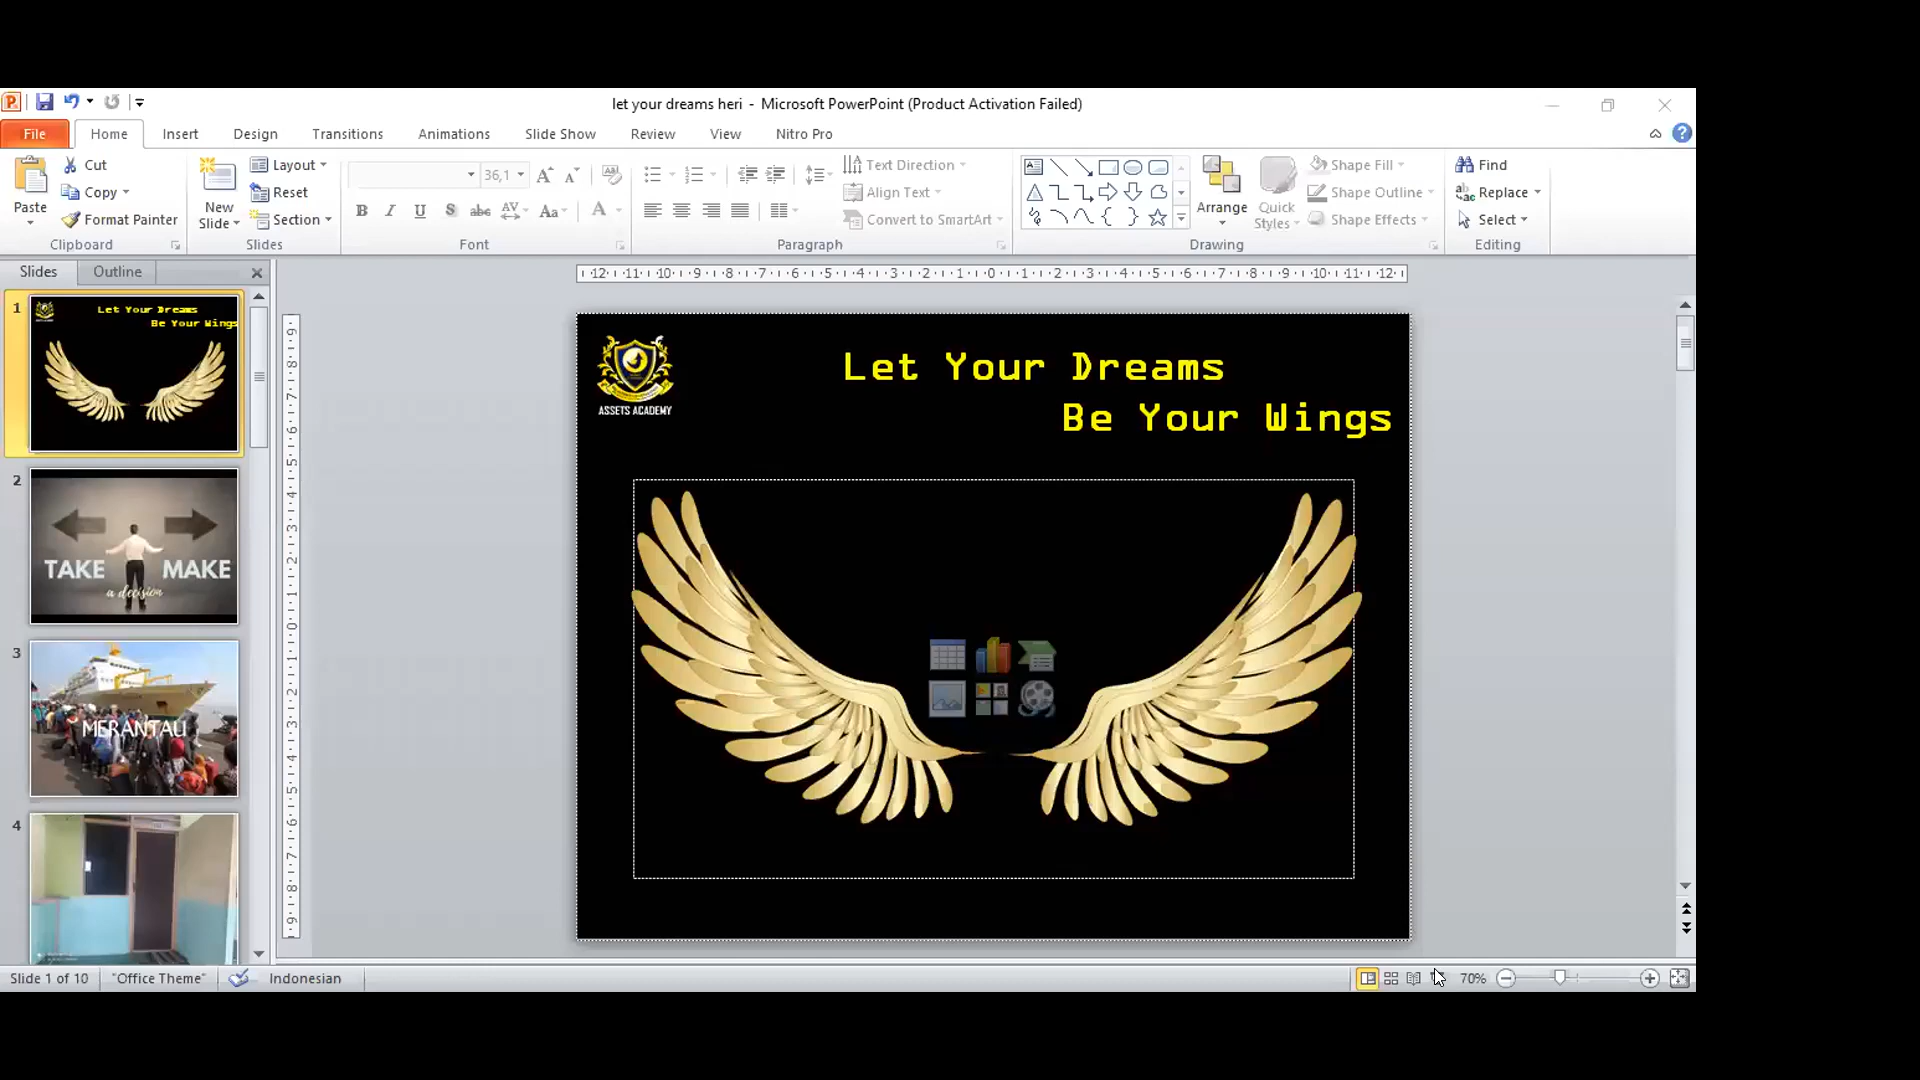 let your dreams heri - Microsoft PowerPoint (Product Activation Failed)
File Home Insert Design Transitions Animations Slide Show Review View Nitro Pro
Paste
Cut
Copy
Format Painter
Clipboard
New
Slide
Layout
Reset
Section
Slides
36,1
Font
Text Direction
Align Text
Convert to SmartArt
Paragraph
Arrange
Quick
Styles
Shape Fill
Shape Outline
Shape Effects
Drawing
Find
Replace
Select
Editing
Slides Outline
1
Let Your Dreams
Be Your Wings
2
TAKE MAKE
a decision
3
MERANTAU
4
ASSETS ACADEMY
Let Your Dreams
Be Your Wings
Slide 1 of 10 "Office Theme" Indonesian
70%